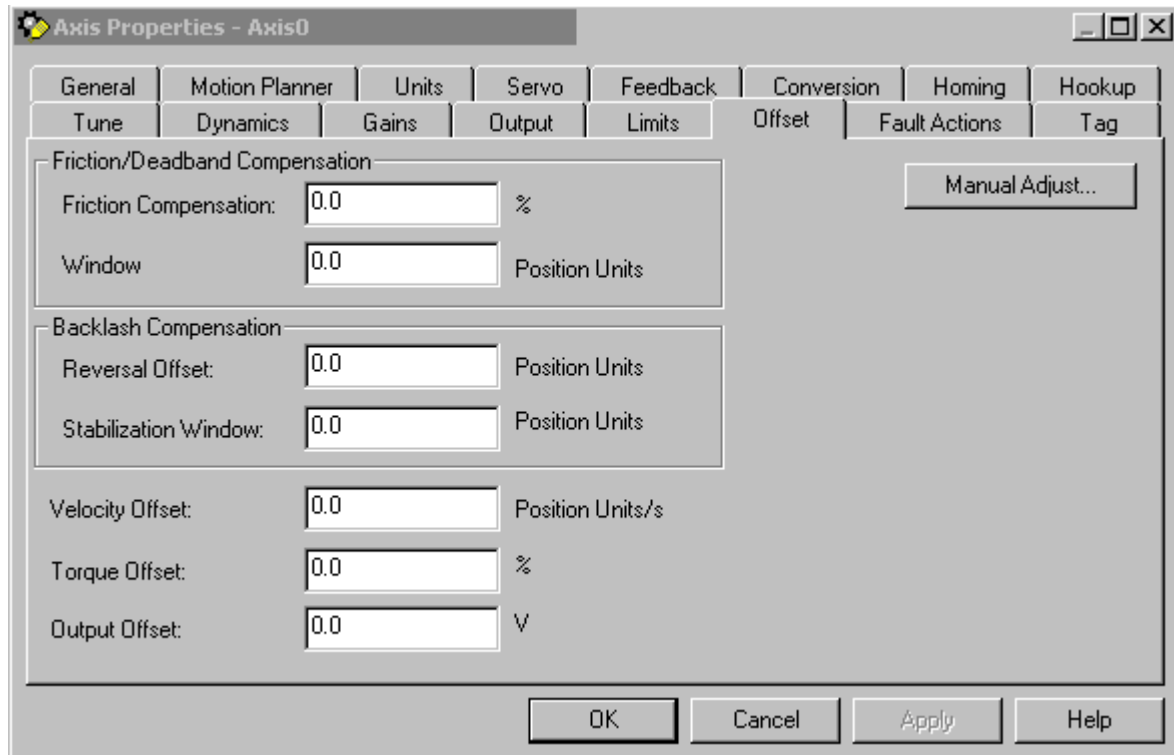 Axis Properties - Axis0
General Motion Planner Units Servo Feedback Conversion Homing Hookup
Tune Dynamics Gains Output Limits Offset Fault Actions Tag
Friction/Deadband Compensation
Manual Adjust...
Friction Compensation: 0.0 %
Window 0.0 Position Units
Backlash Compensation
Reversal Offset: 0.0 Position Units
Stabilization Window: 0.0 Position Units
Velocity Offset: 0.0 Position Units/s
Torque Offset: 0.0 %
Output Offset: 0.0 V
OK Cancel Apply Help